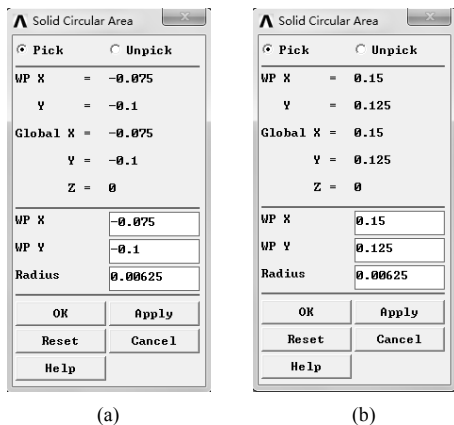 Solid Circular Area
Pick Unpick
WP X = -0.075
Y = -0.1
Global X = -0.075
Y = -0.1
Z = 0
WP X -0.075
WP Y -0.1
Radius 0.00625
OK Apply
Reset Cancel
Help
(a)
Solid Circular Area
Pick Unpick
WP X = 0.15
Y = 0.125
Global X = 0.15
Y = 0.125
Z = 0
WP X 0.15
WP Y 0.125
Radius 0.00625
OK Apply
Reset Cancel
Help
(b)